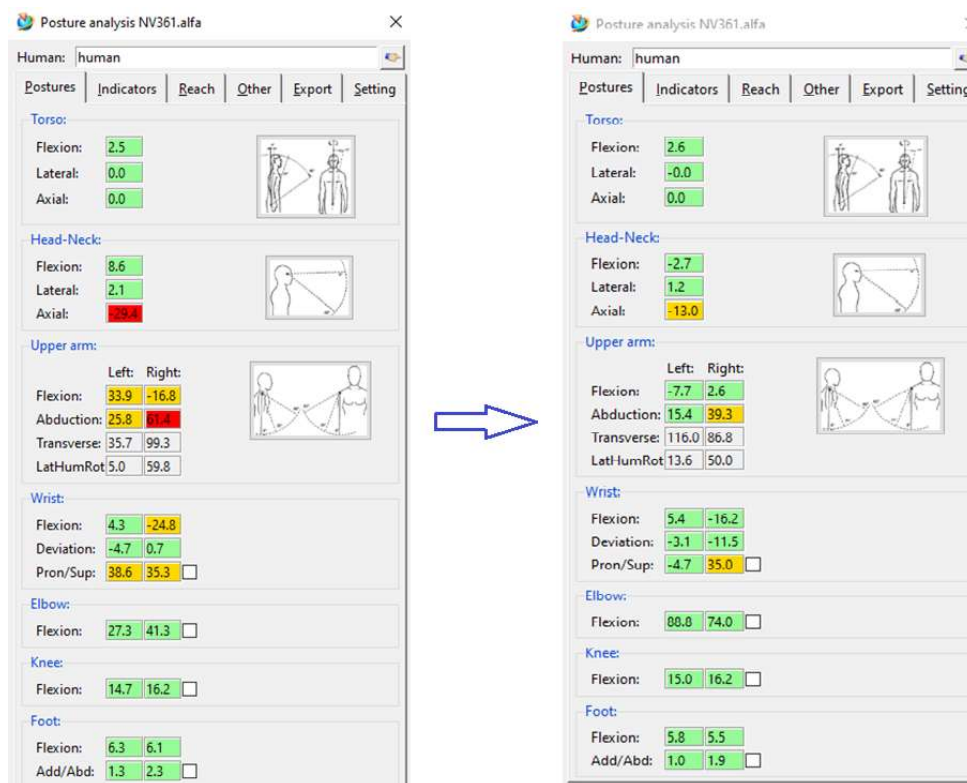 Posture analysis NV361.alfa
Human: human
Postures Indicators Reach Other Export Setting
Torso:
Flexion: 2.5
Lateral: 0.0
Axial: 0.0
Head-Neck:
Flexion: 8.6
Lateral: 2.1
Axial: -29.4
Upper arm:
Left: Right:
Flexion: 33.9 -16.8
Abduction: 25.8 61.4
Transverse: 35.7 99.3
LatHumRot 5.0 59.8
Wrist:
Flexion: 4.3 -24.8
Deviation: -4.7 0.7
Pron/Sup: 38.6 35.3
Elbow:
Flexion: 27.3 41.3
Knee:
Flexion: 14.7 16.2
Foot:
Flexion: 6.3 6.1
Add/Abd: 1.3 2.3
Posture analysis NV361.alfa
Human: human
Postures Indicators Reach Other Export Setting
Torso:
Flexion: 2.6
Lateral: -0.0
Axial: 0.0
Head-Neck:
Flexion: -2.7
Lateral: 1.2
Axial: -13.0
Upper arm:
Left: Right:
Flexion: -7.7 2.6
Abduction: 15.4 39.3
Transverse: 116.0 86.8
LatHumRot 13.6 50.0
Wrist:
Flexion: 5.4 -16.2
Deviation: -3.1 -11.5
Pron/Sup: -4.7 35.0
Elbow:
Flexion: 88.8 74.0
Knee:
Flexion: 15.0 16.2
Foot:
Flexion: 5.8 5.5
Add/Abd: 1.0 1.9